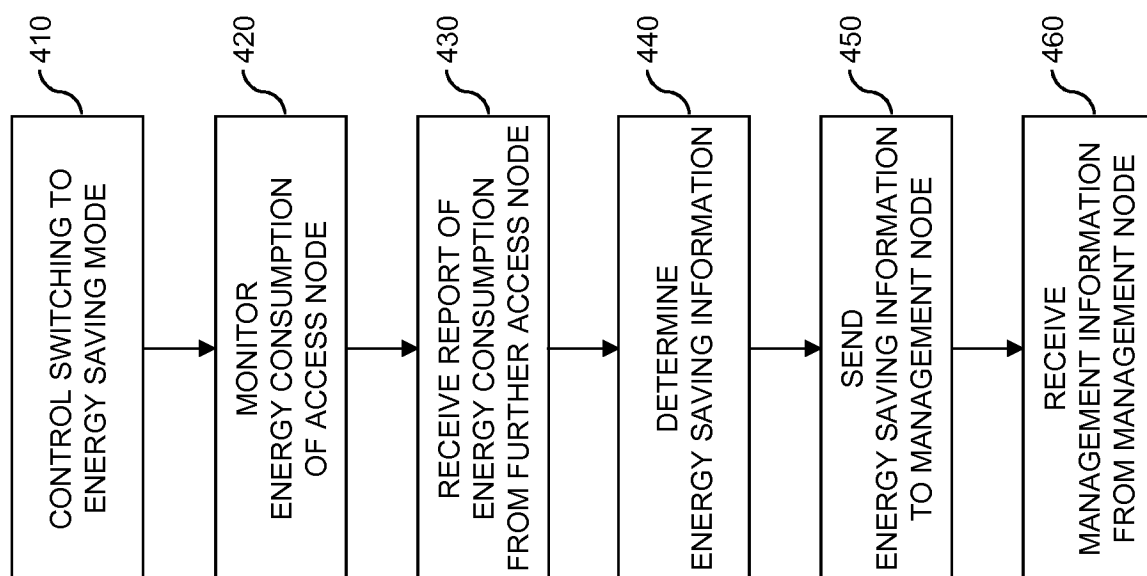 410
CONTROL SWITCHING TO
ENERGY SAVING MODE
420
MONITOR
ENERGY CONSUMPTION
OF ACCESS NODE
430
RECEIVE REPORT OF
ENERGY CONSUMPTION
FROM FURTHER ACCESS NODE
440
DETERMINE
ENERGY SAVING INFORMATION
450
SEND
ENERGY SAVING INFORMATION
TO MANAGEMENT NODE
460
RECEIVE
MANAGEMENT INFORMATION
FROM MANAGEMENT NODE